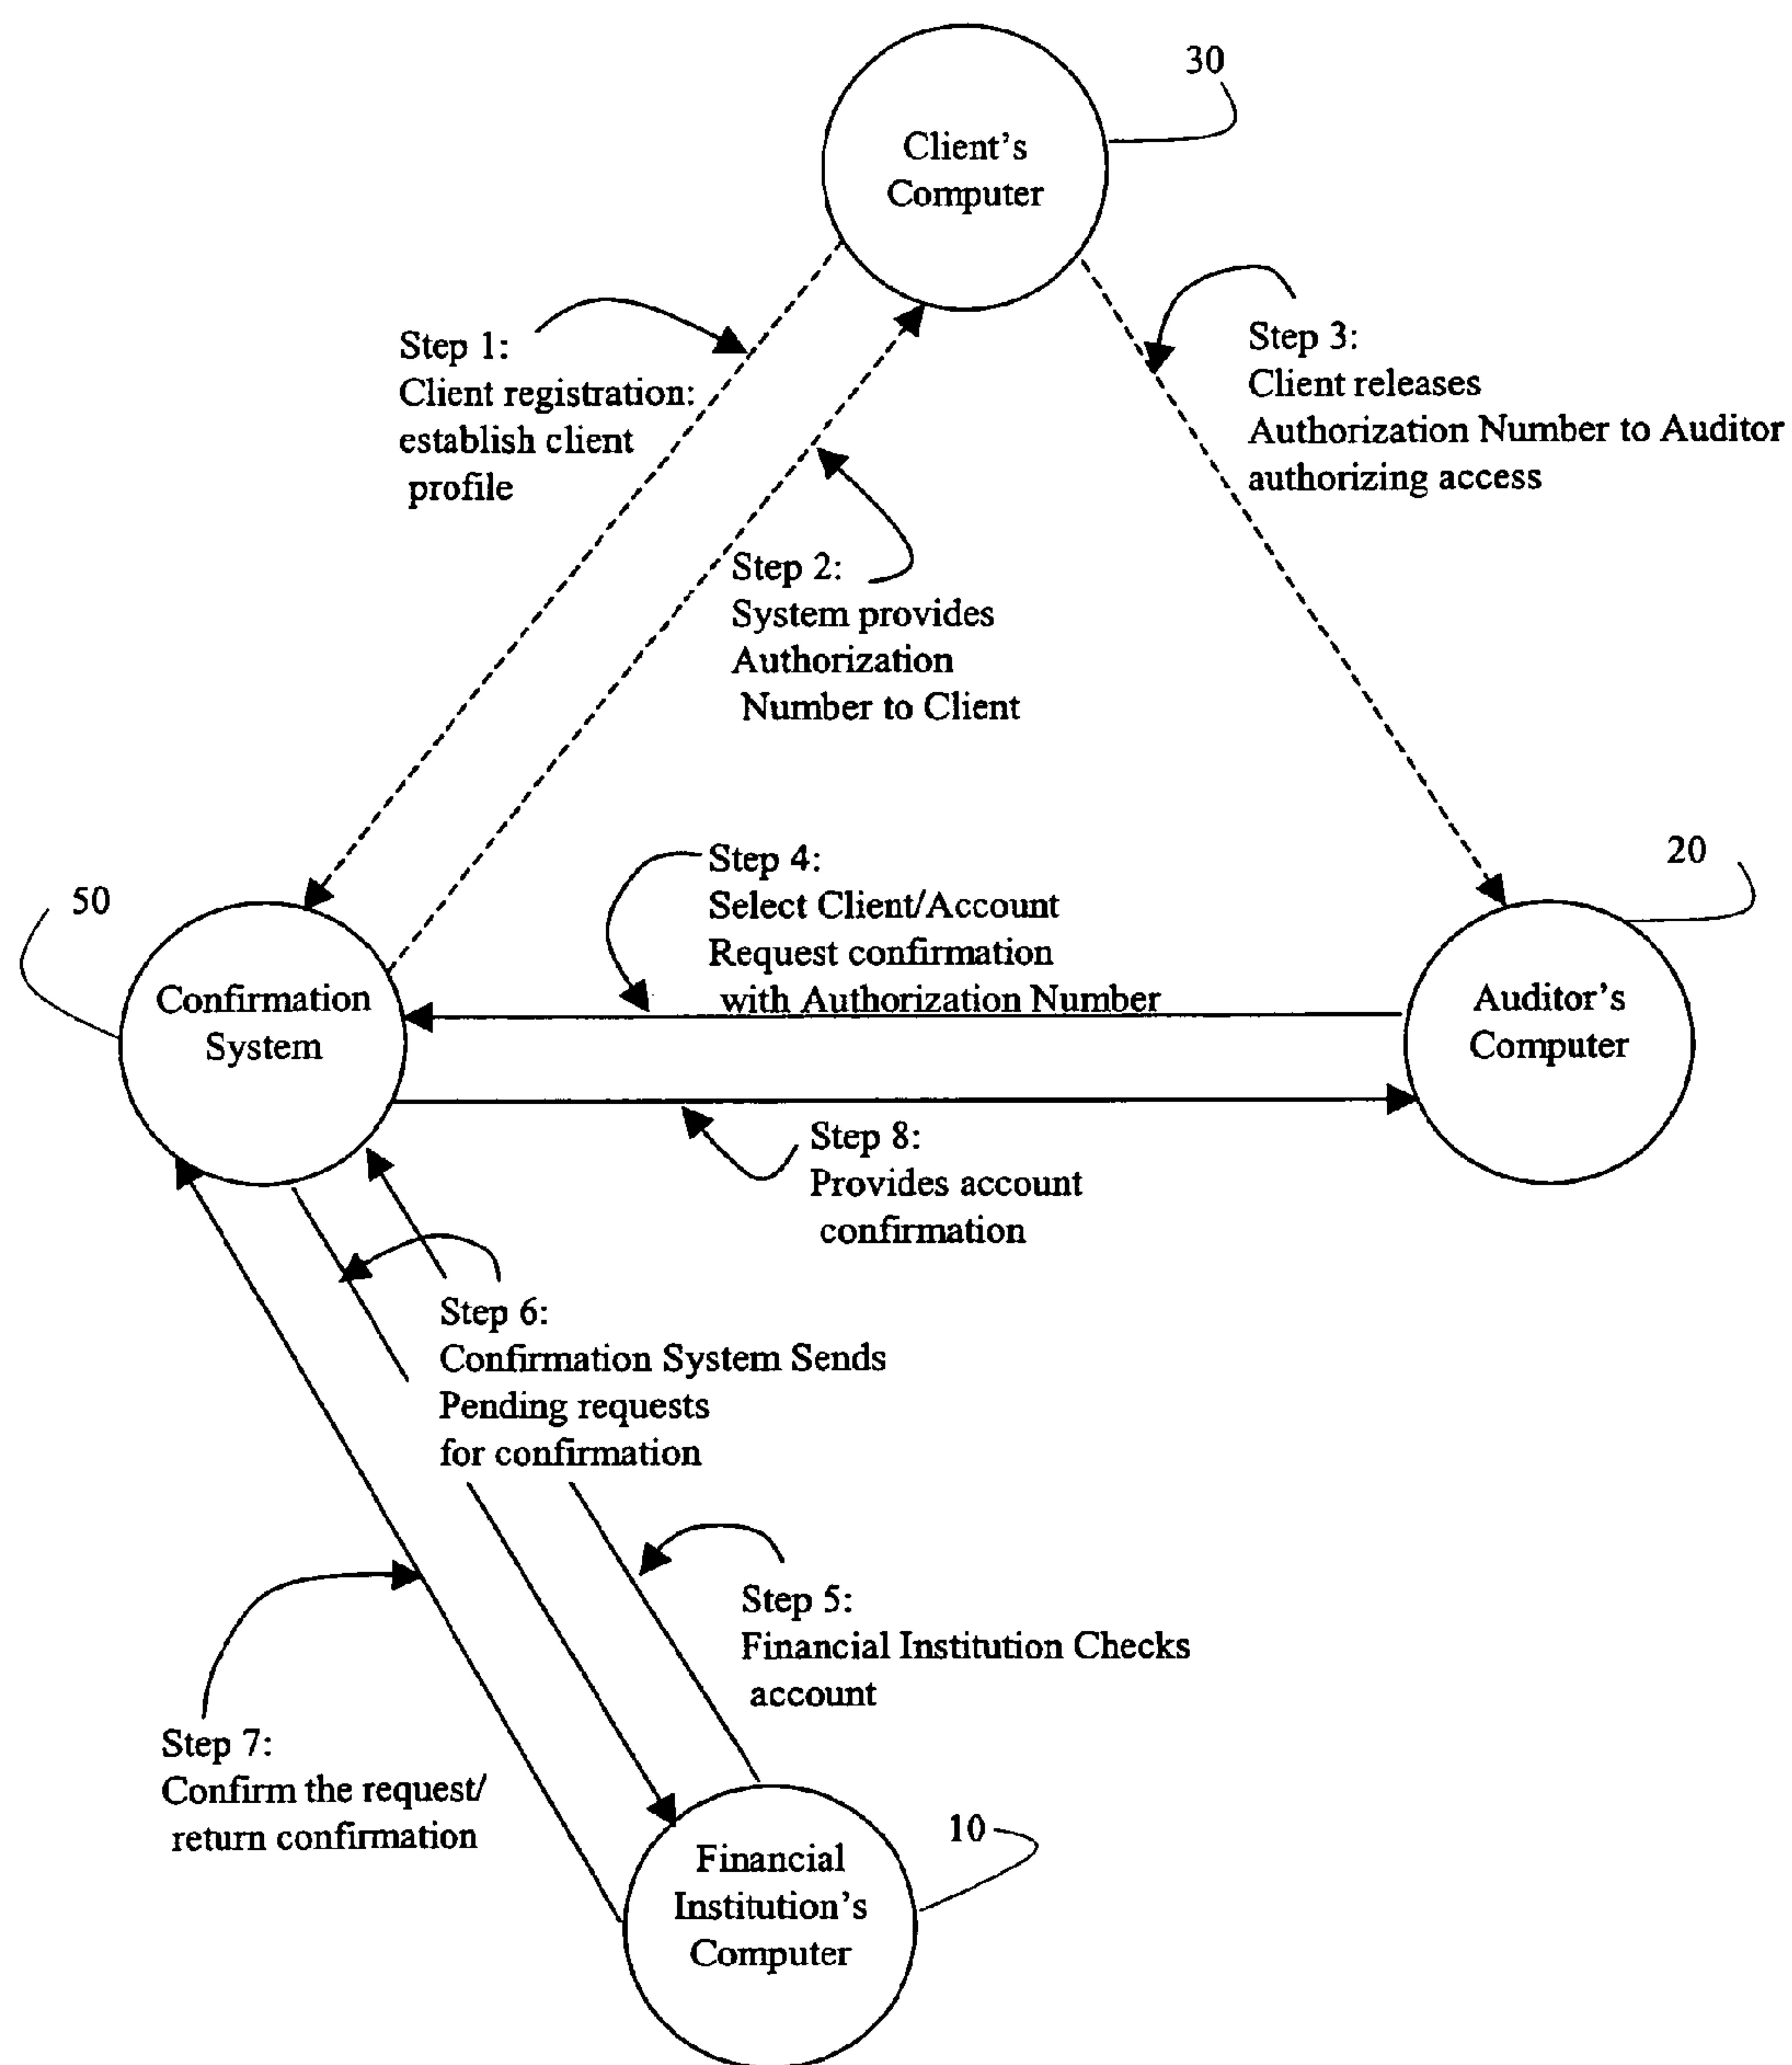 30
Client's
Computer
Step 1:
Client registration:
establish client
profile
Step 3:
Client releases
Authorization Number to Auditor
authorizing access
Step 2:
System provides
Authorization
Number to Client
50
Confirmation
System
Step 4:
Select Client/Account
Request confirmation
with Authorization Number
20
Auditor's
Computer
Step 8:
Provides account
confirmation
Step 6:
Confirmation System Sends
Pending requests
for confirmation
Step 5:
Financial Institution Checks
account
Step 7:
Confirm the request/
return confirmation
10
Financial
Institution's
Computer